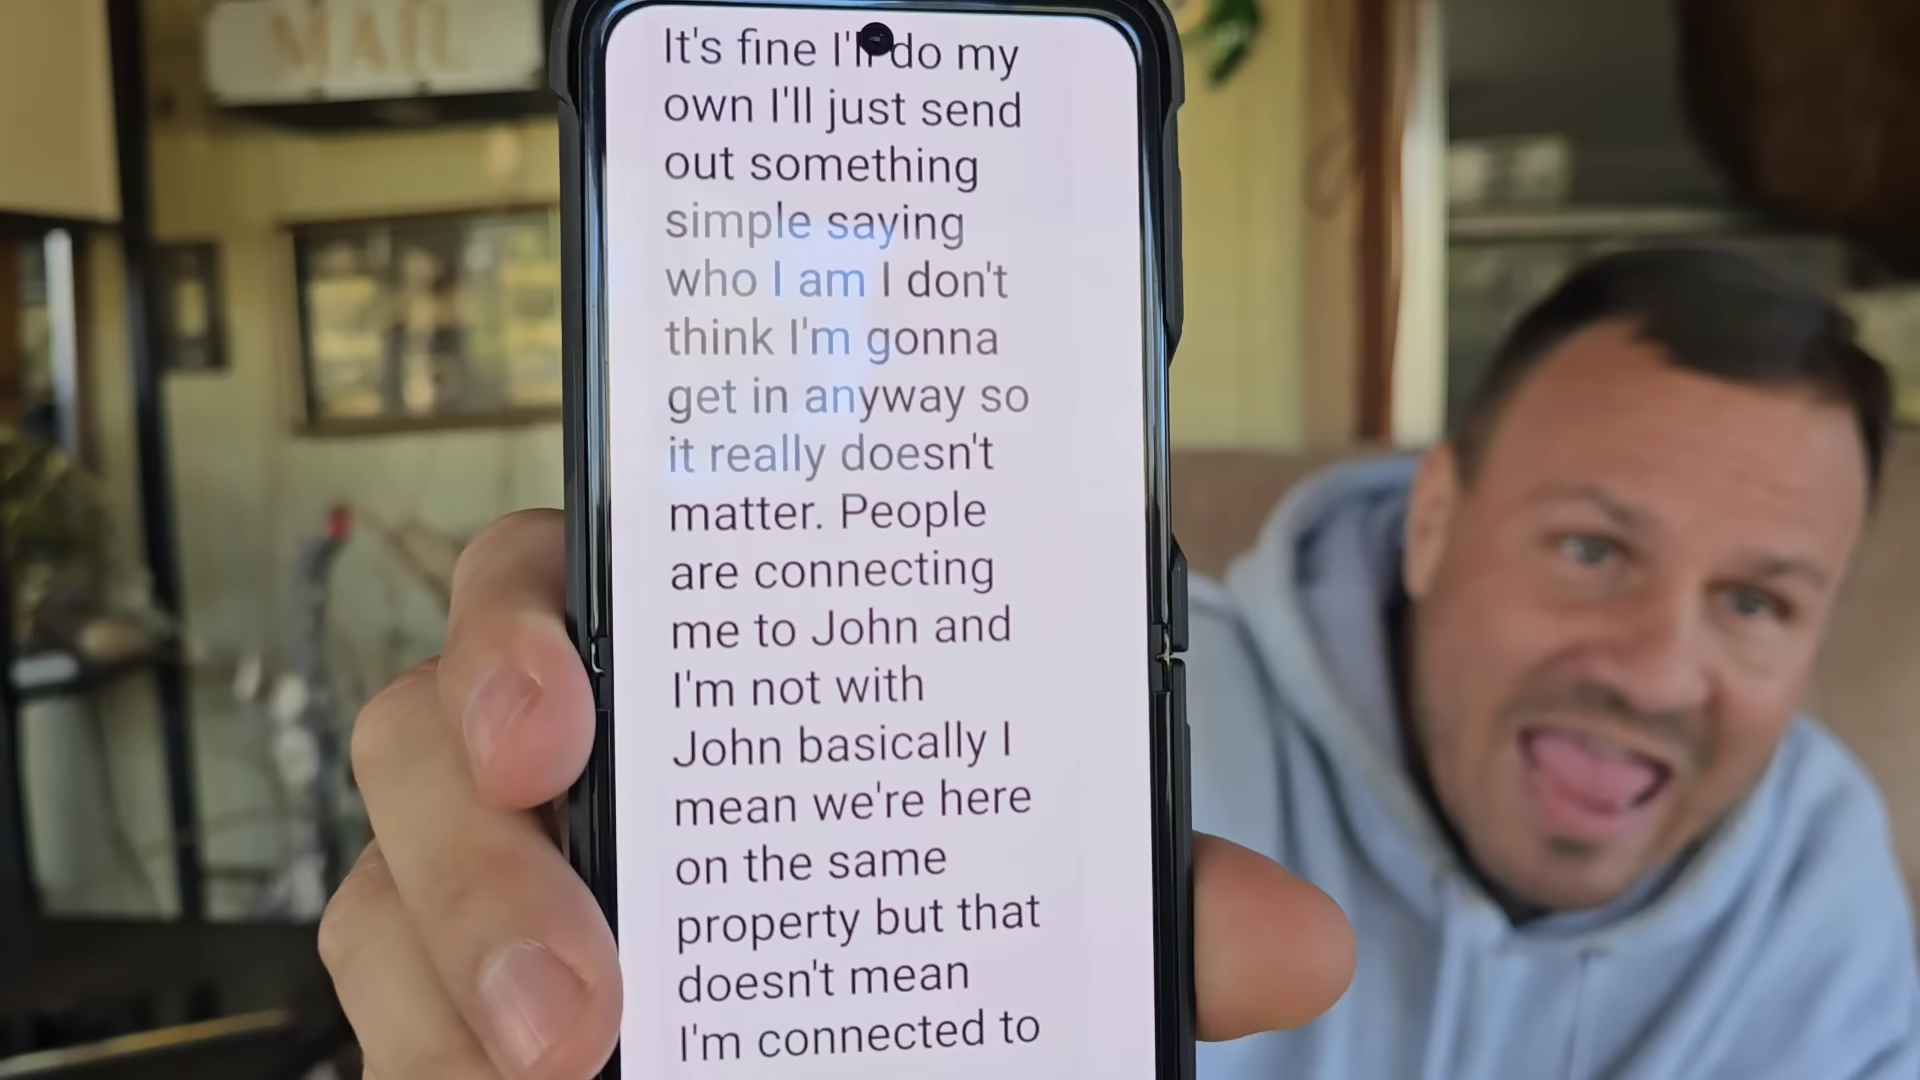 MAIL
It's fine I'll do my
own I'll just send
out something
simple saying
who I am I don't
think I'm gonna
get in anyway so
it really doesn't
matter. People
are connecting
me to John and
I'm not with
John basically I
mean we're here
on the same
property but that
doesn't mean
I'm connected to